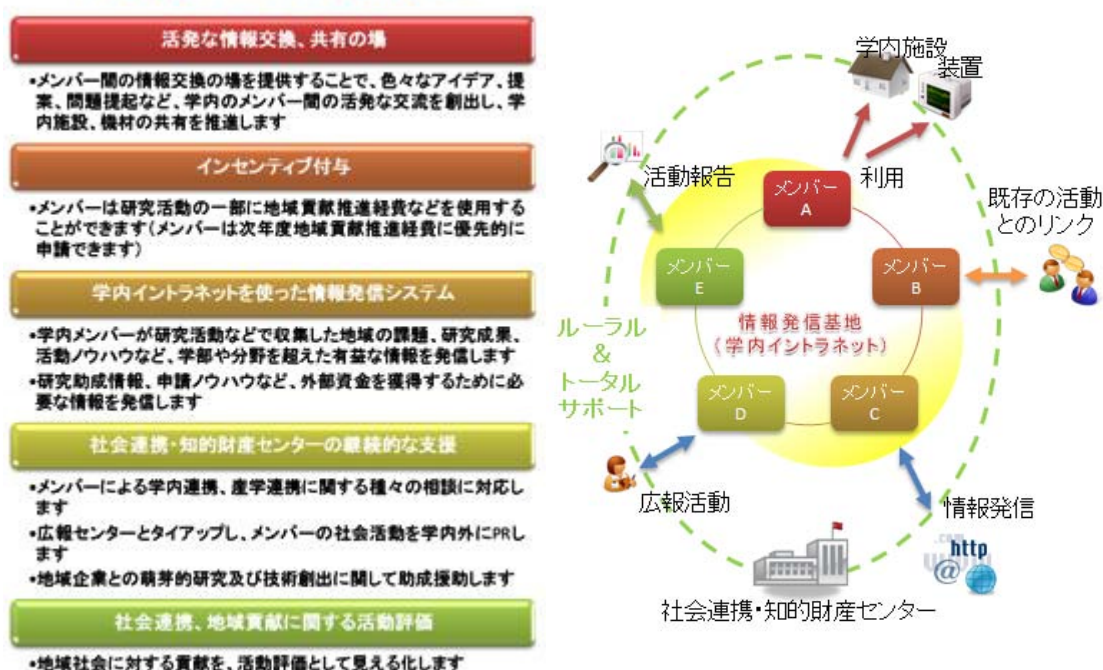 活発な情報交換、共有の場
•メンバー間の情報交換の場を提供することで、色々なアイデア、提
案、問題提起など、学内のメンバー間の活発な交流を創出し、学
内施設、機材の共有を推進します
インセンティブ付与
•メンバーは研究活動の一部に地域貢献推進経費などを使用する
ことができます(メンバーは次年度地域貢献推進経費に優先的に
申請できます)
学内イントラネットを使った情報発信システム
•学内メンバーが研究活動などで収集した地域の課題、研究成果、
活動ノウハウなど、学部や分野を超えた有益な情報を発信します
•研究助成情報、申請ノウハウなど、外部資金を獲得するために必
要な情報を発信します
社会連携・知的財産センターの継続的な支援
•メンバーによる学内連携、産学連携に関する種々の相談に対応し
ます
•広報センターとタイアップし、メンバーの社会活動を学内外にPRし
ます
•地域企業との萌芽的研究及び技術創出に関して助成援助します
社会連携、地域貢献に関する活動評価
•地域社会に対する貢献を、活動評価として見える化します
学内施設
装置
活動報告
利用
メンバー
A
既存の活動
とのリンク
メンバー
E
メンバー
B
ルーラル
&
トータル
サポート
情報発信基地
(学内イントラネット)
メンバー
D
メンバー
C
広報活動
情報発信
.com
http
www
@
社会連携・知的財産センター